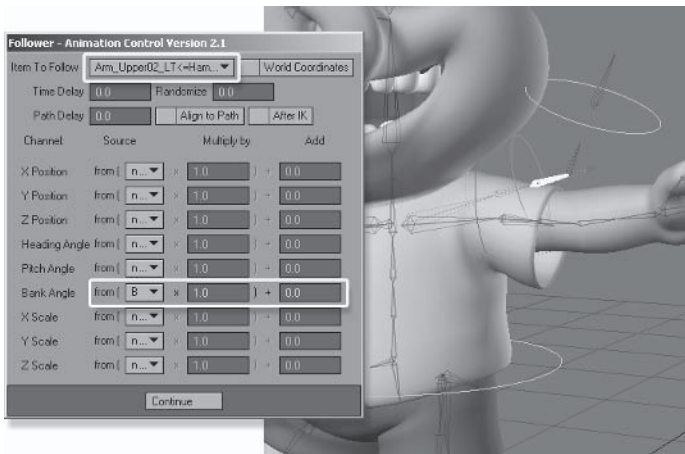 Follower - Animation Control Version 2.1
Item To Follow Arm_Upper02_LT<=Ham... World Coordinates
Time Delay 0.0 Randomize 0.0
Path Delay 0.0 Align to Path After IK
Channel: Source Multiply by Add
X Position from ( n... x 1.0 ) + 0.0
Y Position from ( n... x 1.0 ) + 0.0
Z Position from ( n... x 1.0 ) + 0.0
Heading Angle from ( n... x 1.0 ) + 0.0
Pitch Angle from ( n... x 1.0 ) + 0.0
Bank Angle from ( B x 1.0 ) + 0.0
X Scale from ( n... x 1.0 ) + 0.0
Y Scale from ( n... x 1.0 ) + 0.0
Z Scale from ( n... x 1.0 ) + 0.0
Continue